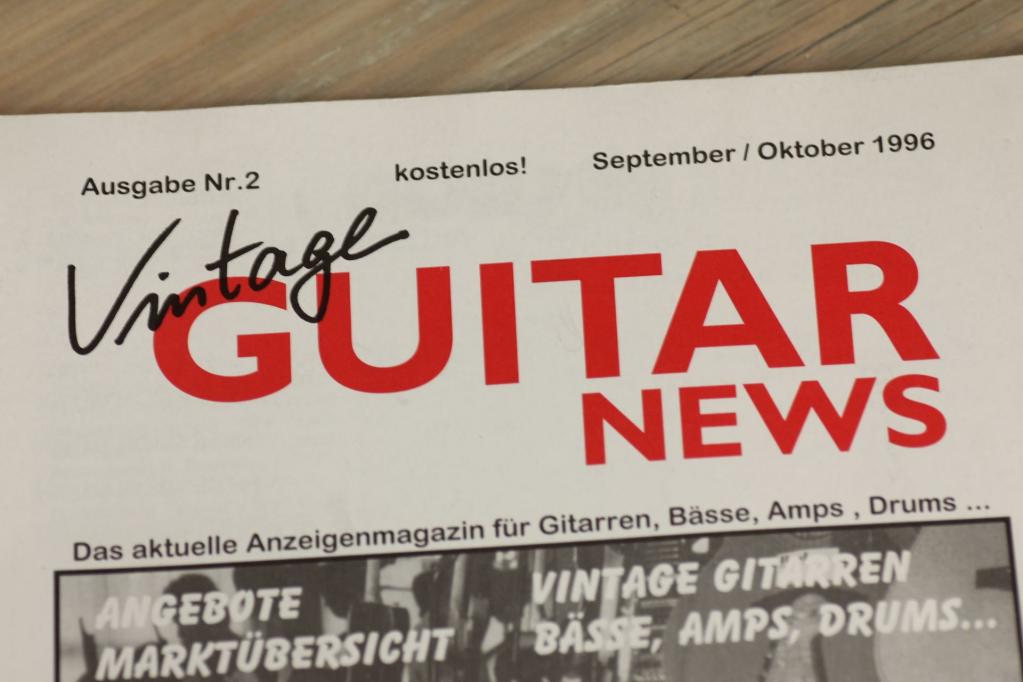 Ausgabe Nr.2 kostenlos! September / Oktober 1996
Vintage
GUITAR
NEWS
Das aktuelle Anzeigenmagazin für Gitarren, Bässe, Amps , Drums ...
ANGEBOTE
MARKTÜBERSICHT
VINTAGE GITARREN
BÄSSE, AMPS, DRUMS...